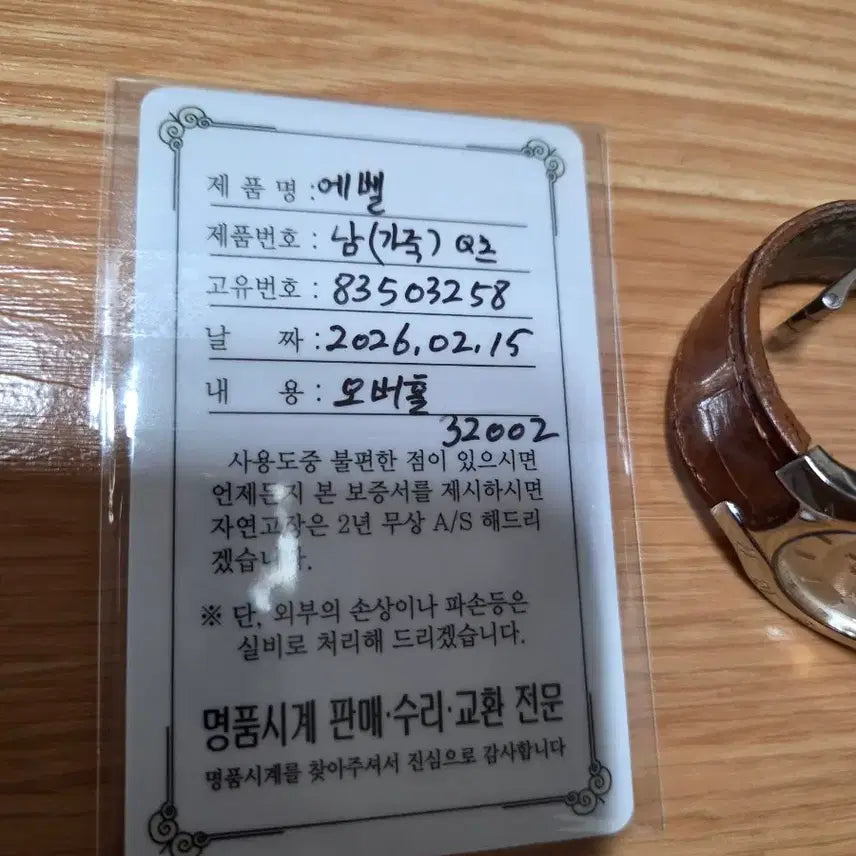 제 품 명 : 에벨
제품번호 : 남(가죽) Qz
고유번호 : 83503258
날 짜 : 2026.02.15
내 용 : 오버홀
32002
사용도중 불편한 점이 있으시면
언제든지 본 보증서를 제시하시면
자연고장은 2년 무상 A/S 해드리
겠습니다.
※ 단, 외부의 손상이나 파손등은
실비로 처리해 드리겠습니다.
명품시계 판매·수리·교환 전문
명품시계를 찾아주셔서 진심으로 감사합니다